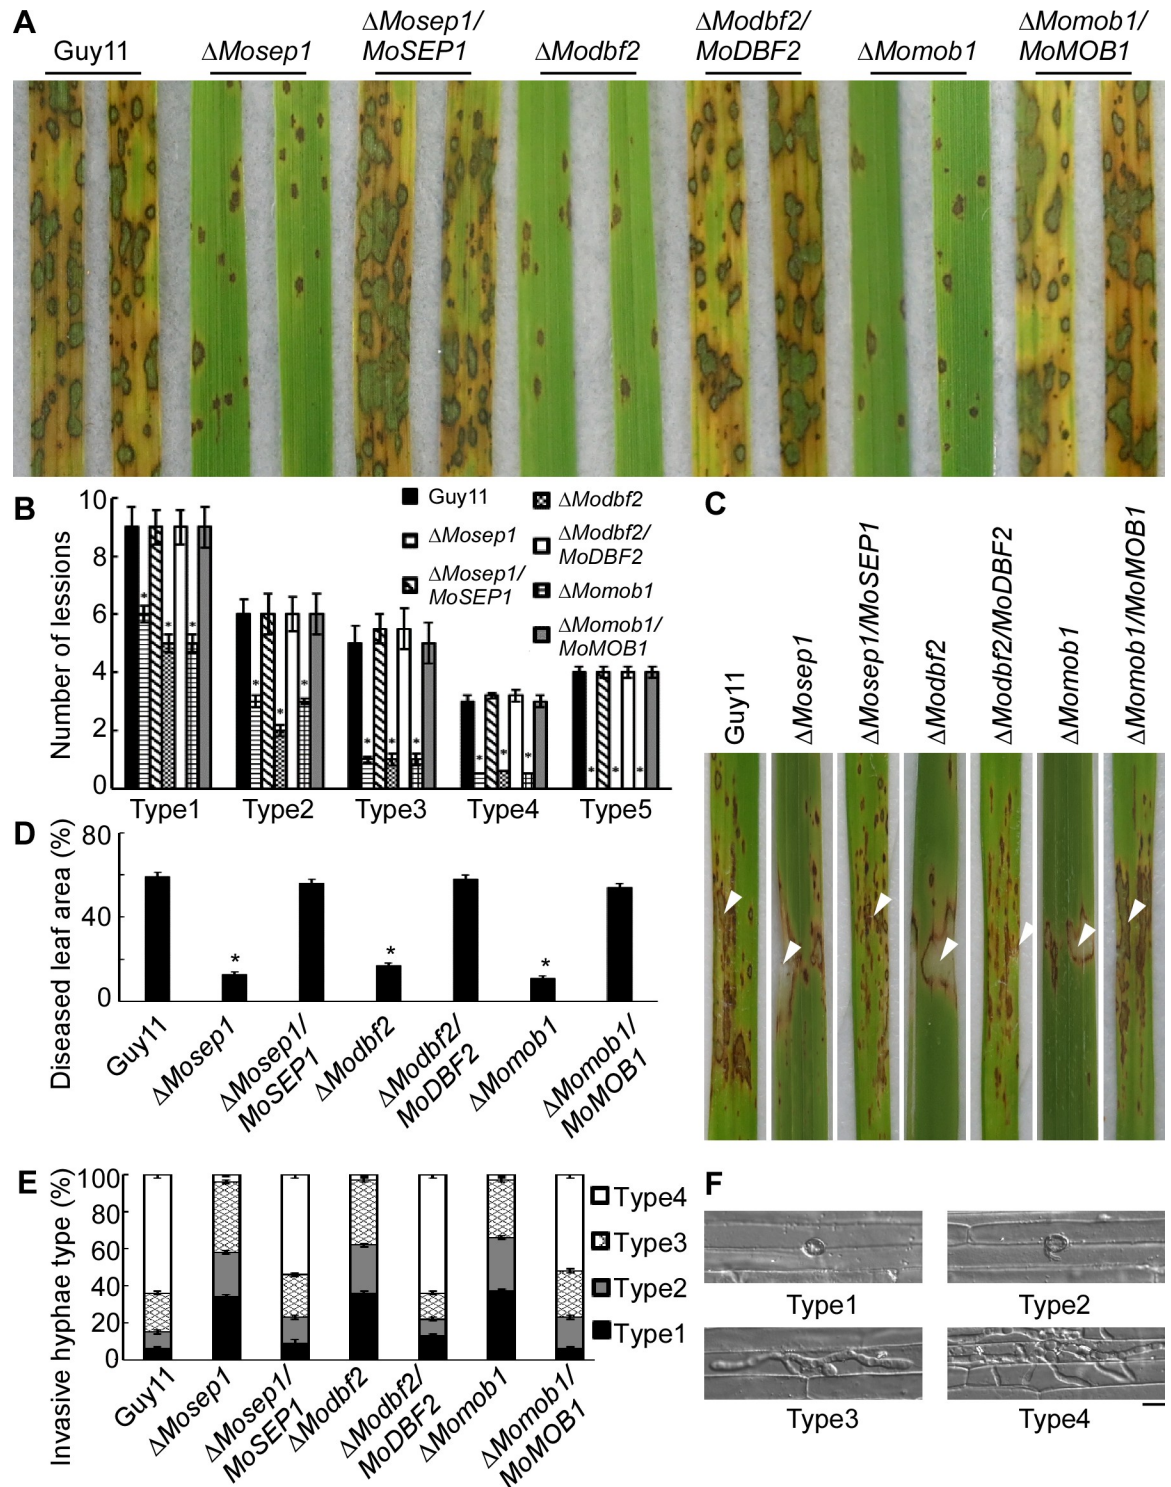 A
Guy11
ΔMosep1
ΔMosep1/
MoSEP1
ΔModbf2
ΔModbf2/
MoDBF2
ΔMomob1
ΔMomob1/
MoMOB1
B
Number of lessions
10
8
6
4
2
0
Guy11
ΔMosep1
ΔMosep1/
MoSEP1
ΔModbf2
ΔModbf2/
MoDBF2
ΔMomob1
ΔMomob1/
MoMOB1
* * *
* * *
* * *
* * *
* * *
Type1 Type2 Type3 Type4 Type5
C
Guy11
ΔMosep1
ΔMosep1/MoSEP1
ΔModbf2
ΔModbf2/MoDBF2
ΔMomob1
ΔMomob1/MoMOB1
D
Diseased leaf area (%)
80
40
0
* * *
Guy11
ΔMosep1
ΔMosep1/
MoSEP1
ΔModbf2
ΔModbf2/
MoDBF2
ΔMomob1
ΔMomob1/
MoMOB1
E
Invasive hyphae type (%)
100
80
60
40
20
0
Type4
Type3
Type2
Type1
Guy11
ΔMosep1
ΔMosep1/
MoSEP1
ΔModbf2
ΔModbf2/
MoDBF2
ΔMomob1
ΔMomob1/
MoMOB1
F
Type1 Type2
Type3 Type4